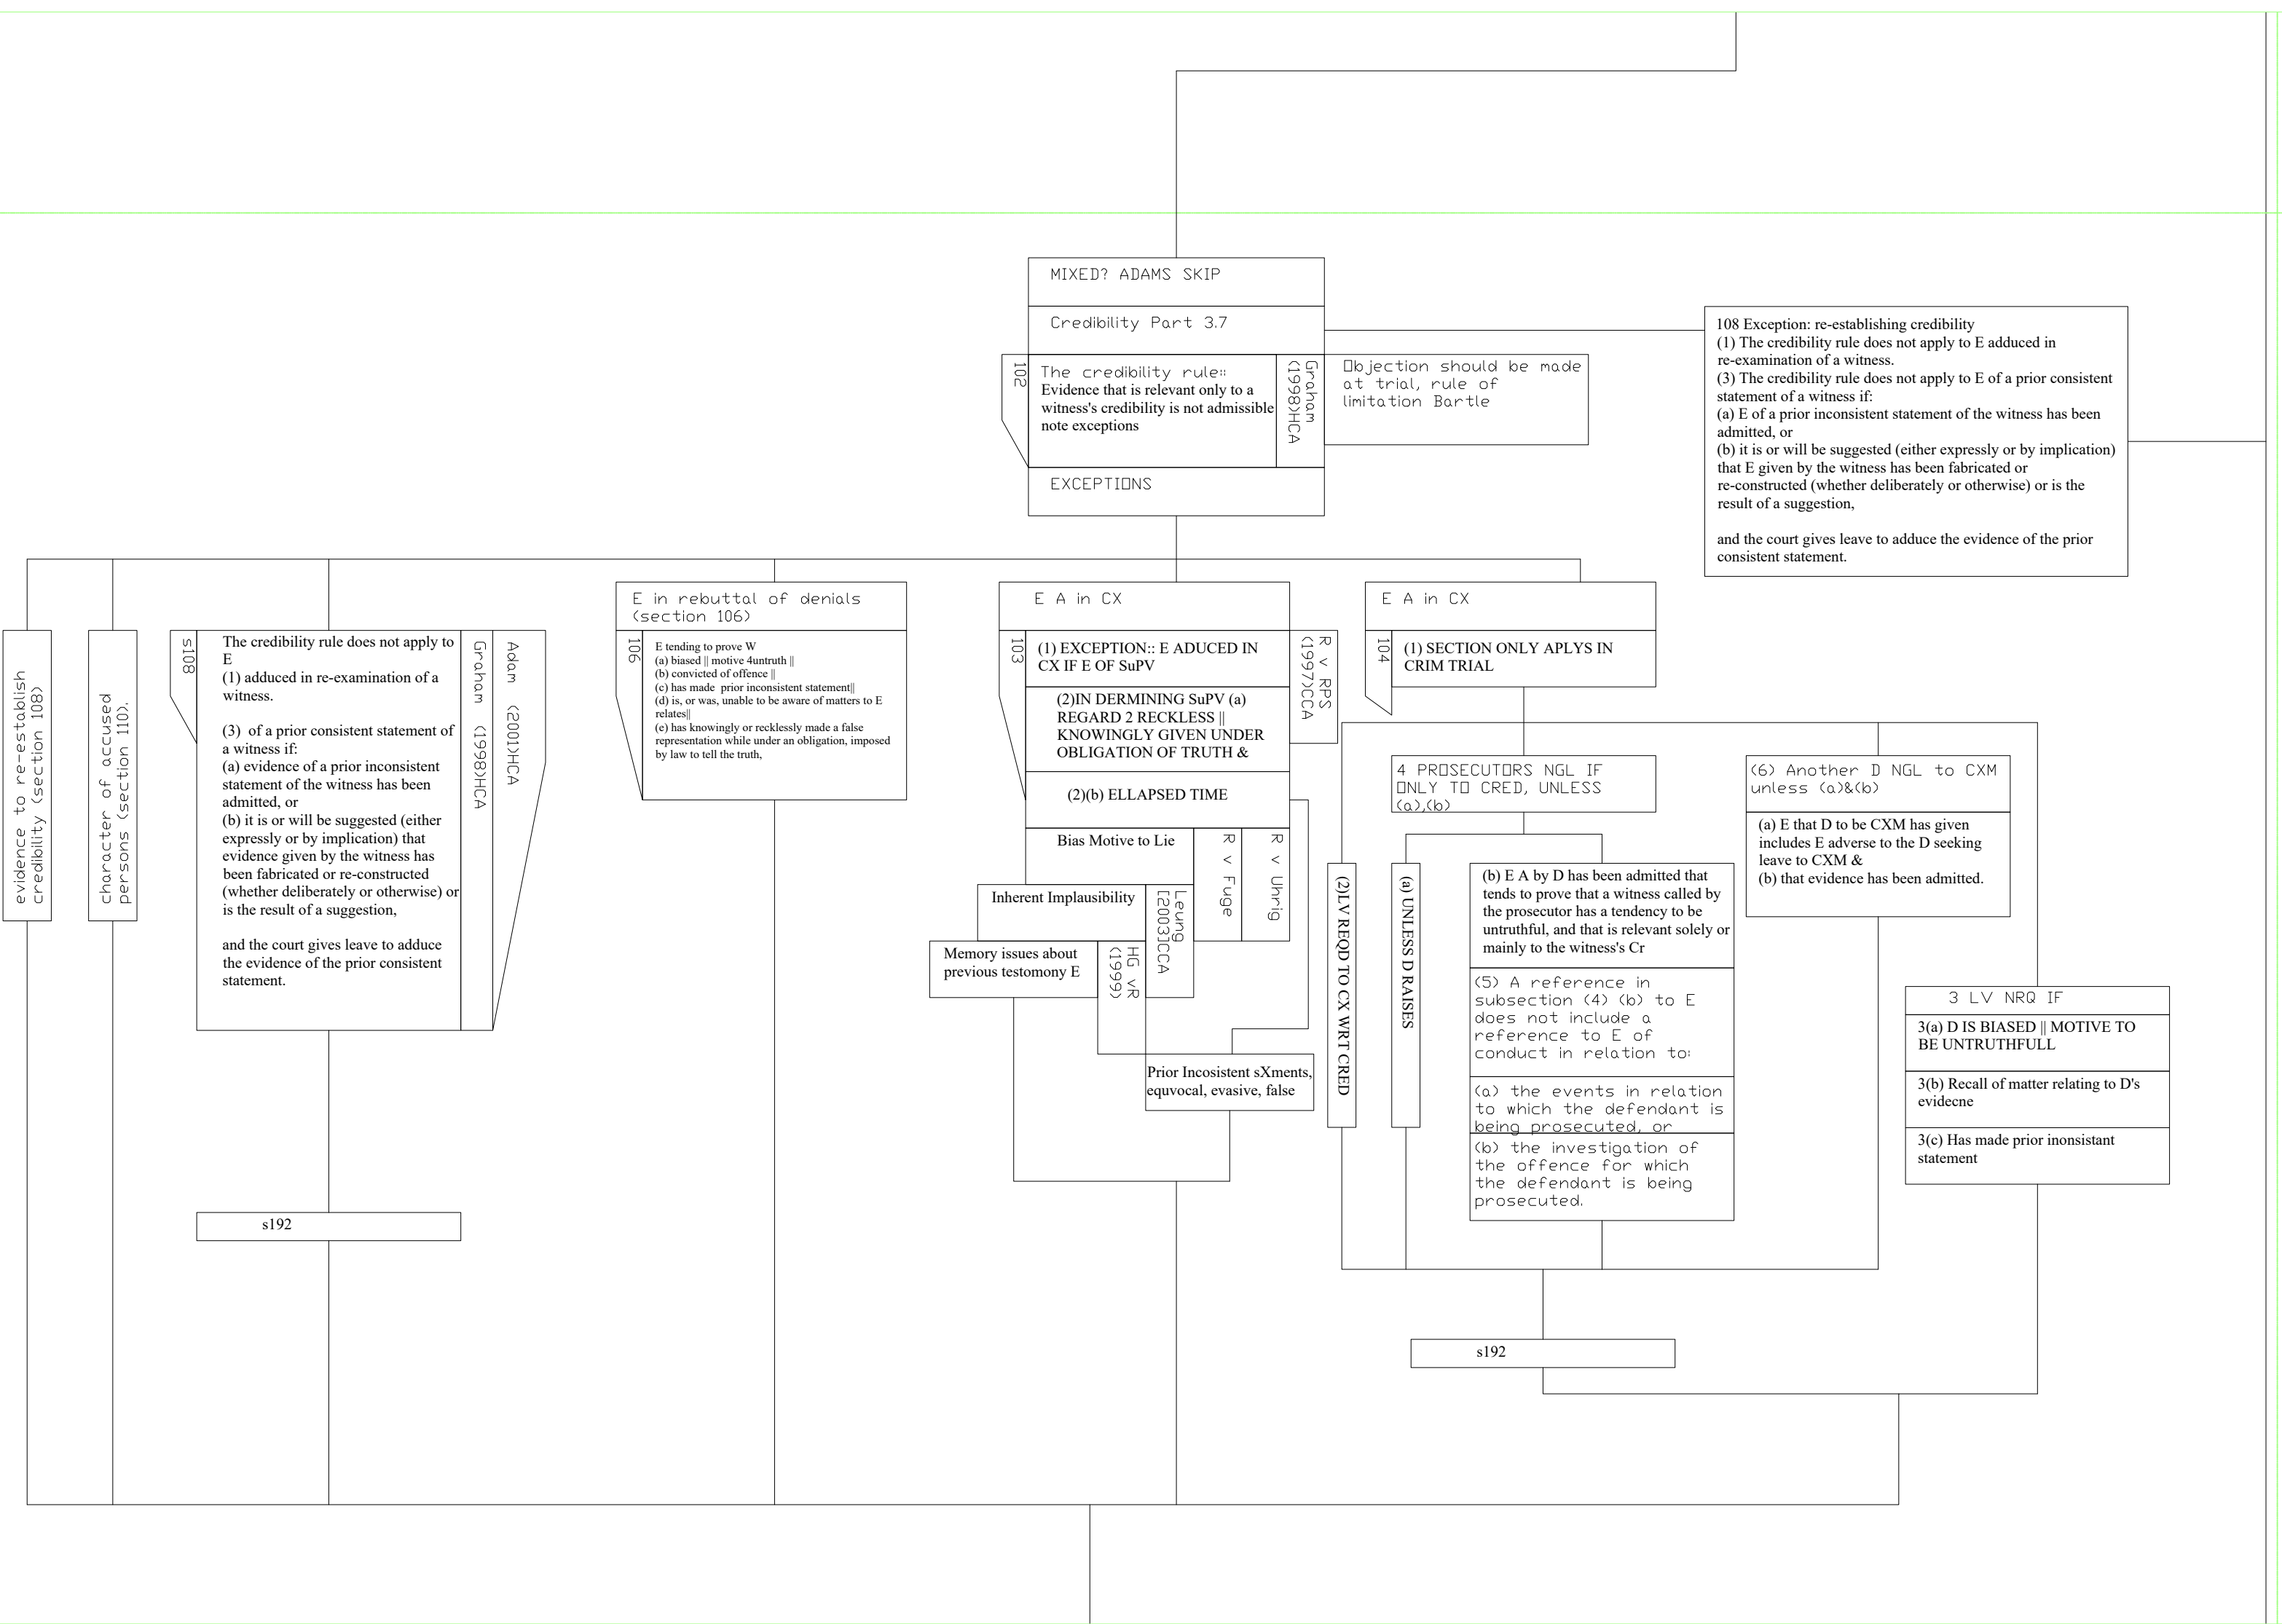 MIXED? ADAMS SKIP
Credibility Part 3.7
102
The credibility rule::
Evidence that is relevant only to a
witness's credibility is not admissible
note exceptions
Graham
(1998)HCA
Objection should be made
at trial, rule of
limitation Bartle
EXCEPTIONS
108 Exception: re-establishing credibility
(1) The credibility rule does not apply to E adduced in
re-examination of a witness.
(3) The credibility rule does not apply to E of a prior consistent
statement of a witness if:
(a) E of a prior inconsistent statement of the witness has been
admitted, or
(b) it is or will be suggested (either expressly or by implication)
that E given by the witness has been fabricated or
re-constructed (whether deliberately or otherwise) or is the
result of a suggestion,
and the court gives leave to adduce the evidence of the prior
consistent statement.
evidence to re-establish
credibility (section 108)
character of accused
persons (section 110).
s108
The credibility rule does not apply to
E
(1) adduced in re-examination of a
witness.
(3) of a prior consistent statement of
a witness if:
(a) evidence of a prior inconsistent
statement of the witness has been
admitted, or
(b) it is or will be suggested (either
expressly or by implication) that
evidence given by the witness has
been fabricated or re-constructed
(whether deliberately or otherwise) or
is the result of a suggestion,
and the court gives leave to adduce
the evidence of the prior consistent
statement.
Graham (1998)HCA
Adam (2001)HCA
s192
E in rebuttal of denials
(section 106)
106
E tending to prove W
(a) biased || motive 4untruth ||
(b) convicted of offence ||
(c) has made prior inconsistent statement||
(d) is, or was, unable to be aware of matters to E
relates||
(e) has knowingly or recklessly made a false
representation while under an obligation, imposed
by law to tell the truth,
E A in CX
103
(1) EXCEPTION:: E ADUCED IN
CX IF E OF SuPV
R v RPS
(1997)CCA
(2)IN DERMINING SuPV (a)
REGARD 2 RECKLESS ||
KNOWINGLY GIVEN UNDER
OBLIGATION OF TRUTH &
(2)(b) ELLAPSED TIME
Bias Motive to Lie
R v Fuge
R v Uhrig
Inherent Implausibility
Leung
[2003]CCA
Memory issues about
previous testomony E
HG vR
(1999)
Prior Incosistent sXments,
equvocal, evasive, false
E A in CX
104
(1) SECTION ONLY APLYS IN
CRIM TRIAL
(2)LV REQD TO CX WRT CRED
4 PROSECUTORS NGL IF
ONLY TO CRED, UNLESS
(a),(b)
(a) UNLESS D RAISES
(b) E A by D has been admitted that
tends to prove that a witness called by
the prosecutor has a tendency to be
untruthful, and that is relevant solely or
mainly to the witness's Cr
(5) A reference in
subsection (4) (b) to E
does not include a
reference to E of
conduct in relation to:
(a) the events in relation
to which the defendant is
being prosecuted, or
(b) the investigation of
the offence for which
the defendant is being
prosecuted.
(6) Another D NGL to CXM
unless (a)&(b)
(a) E that D to be CXM has given
includes E adverse to the D seeking
leave to CXM &
(b) that evidence has been admitted.
3 LV NRQ IF
3(a) D IS BIASED || MOTIVE TO
BE UNTRUTHFULL
3(b) Recall of matter relating to D's
evidecne
3(c) Has made prior inonsistant
statement
s192